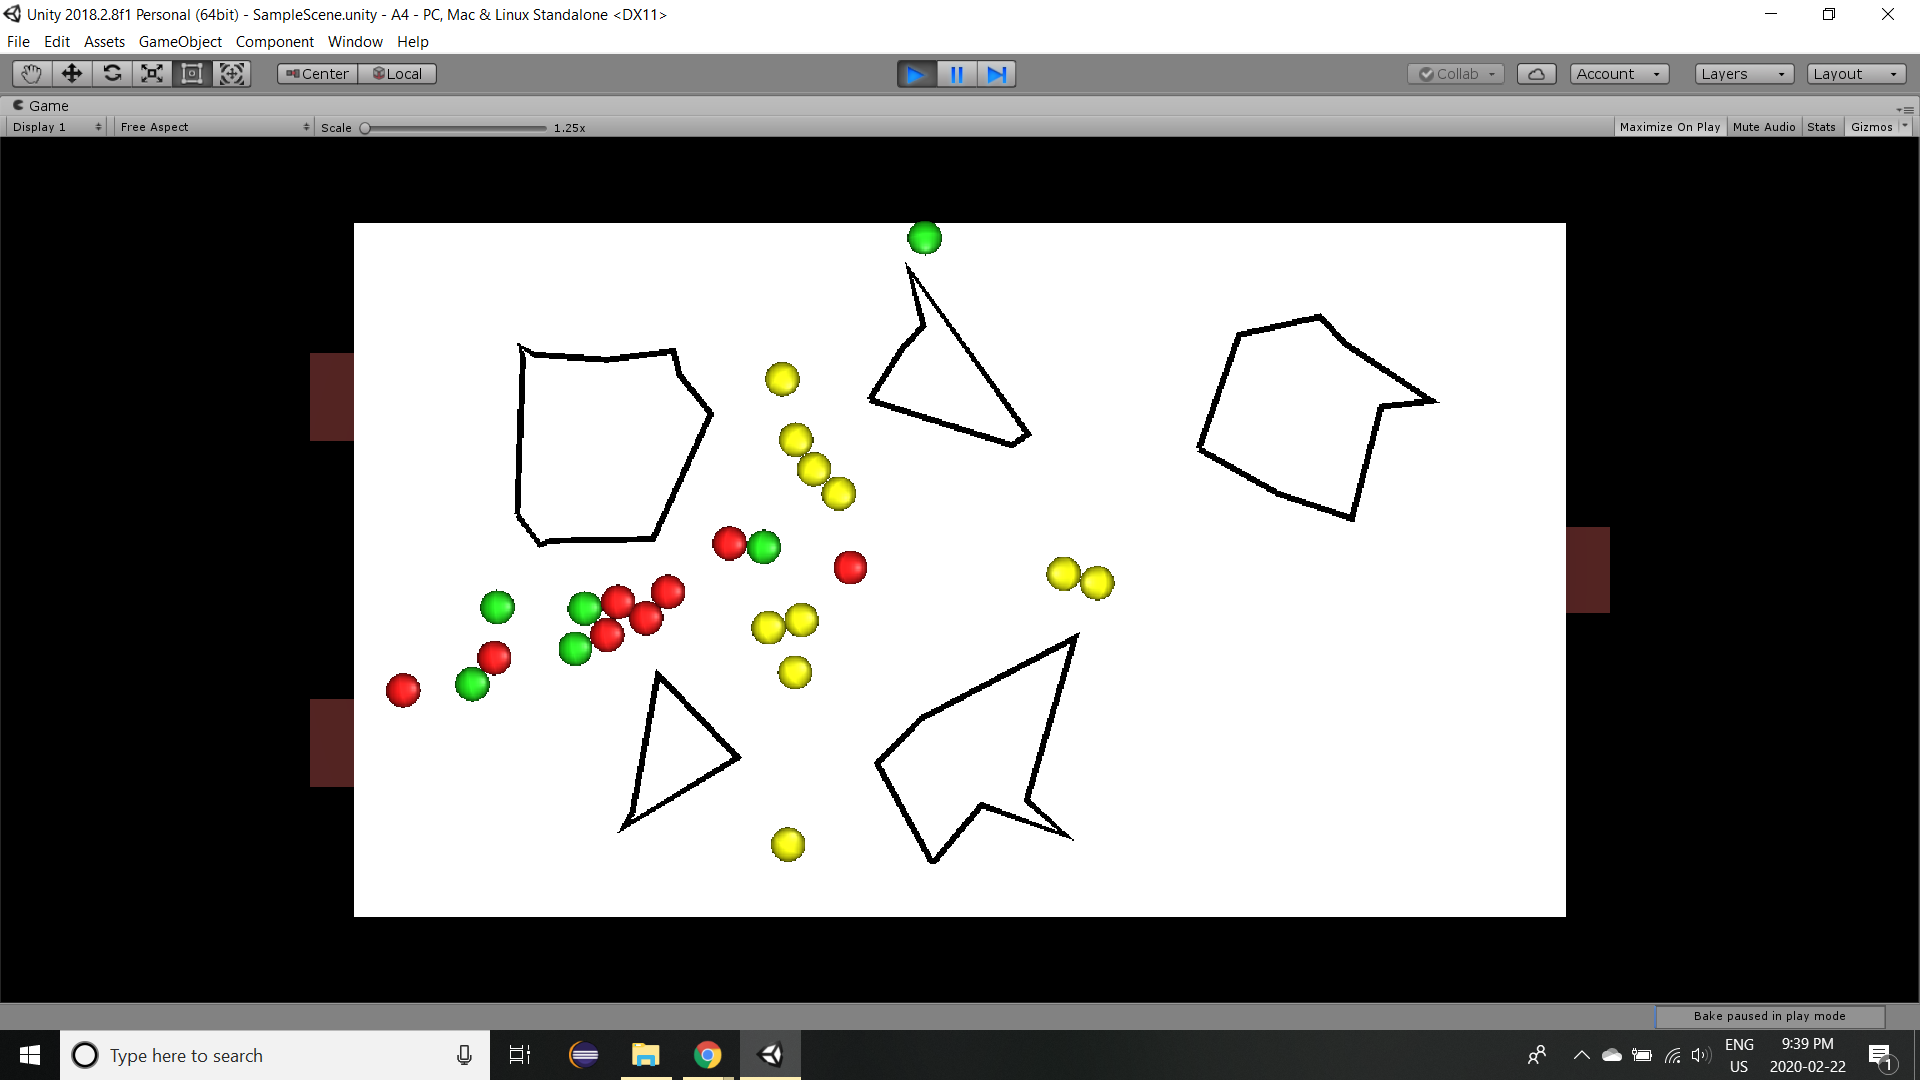 Unity 2018.2.8f1 Personal (64bit) - SampleScene.unity - A4 - PC, Mac & Linux Standalone <DX11>
File Edit Assets GameObject Component Window Help
Center Local Collab Account Layers Layout
Game
Display 1 Free Aspect Scale 1.25x Maximize On Play Mute Audio Stats Gizmos
Bake paused in play mode
Type here to search
ENG
US
9:39 PM
2020-02-22
1